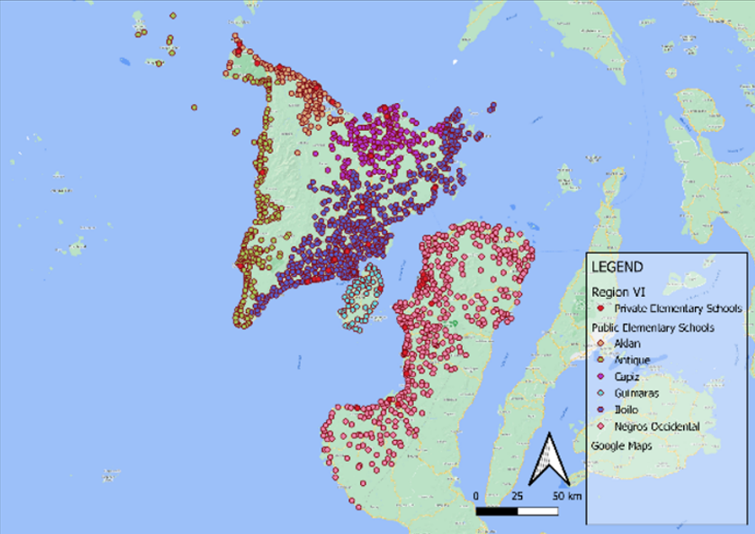 LEGEND
Region VI
Private Elementary Schools
Public Elementary Schools
Aklan
Antique
Capiz
Guimaras
Iloilo
Negros Occidental
Google Maps
0 25 50 km